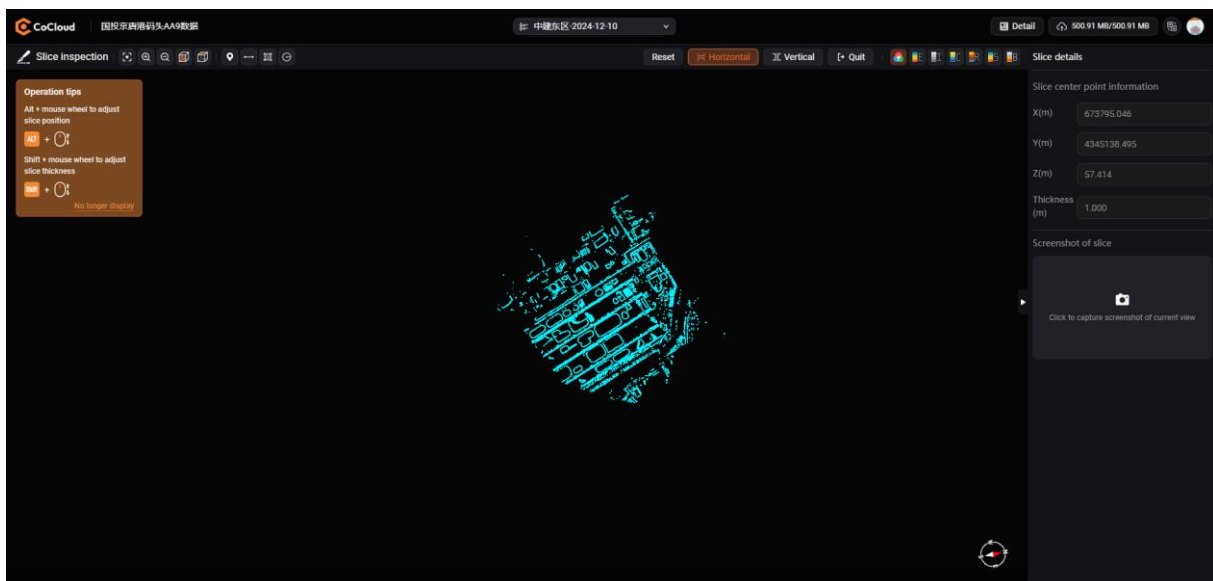 CoCloud
国投京唐港码头AA9数据
中建东区-2024-12-10
Detail
500.91 MB/500.91 MB
Slice inspection
Reset
Horizontal
Vertical
Quit
E
I
C
R
S
B
Slice details
Operation tips
Alt + mouse wheel to adjust
slice position
ALT +
Shift + mouse wheel to adjust
slice thickness
Shift +
No longer display
Slice center point information
X(m) 673795.046
Y(m) 4345138.495
Z(m) 57.414
Thickness
(m) 1.000
Screenshot of slice
Click to capture screenshot of current view